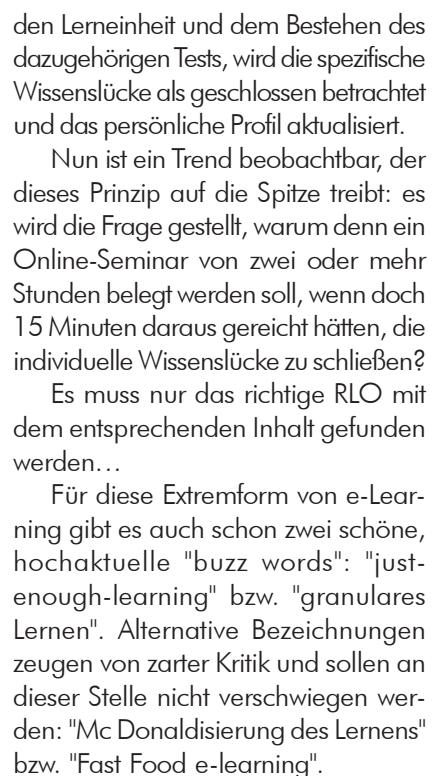 den Lerneinheit und dem Bestehen des
dazugehörigen Tests, wird die spezifische
Wissenslücke als geschlossen betrachtet
und das persönliche Profil aktualisiert.
Nun ist ein Trend beobachtbar, der
dieses Prinzip auf die Spitze treibt: es
wird die Frage gestellt, warum denn ein
Online-Seminar von zwei oder mehr
Stunden belegt werden soll, wenn doch
15 Minuten daraus gereicht hätten, die
individuelle Wissenslücke zu schließen?
Es muss nur das richtige RLO mit
dem entsprechenden Inhalt gefunden
werden...
Für diese Extremform von e-Lear-
ning gibt es auch schon zwei schöne,
hochaktuelle "buzz words": "just-
enough-learning" bzw. "granulares
Lernen". Alternative Bezeichnungen
zeugen von zarter Kritik und sollen an
dieser Stelle nicht verschwiegen wer-
den: "Mc Donaldisierung des Lernens"
bzw. "Fast Food e-learning".